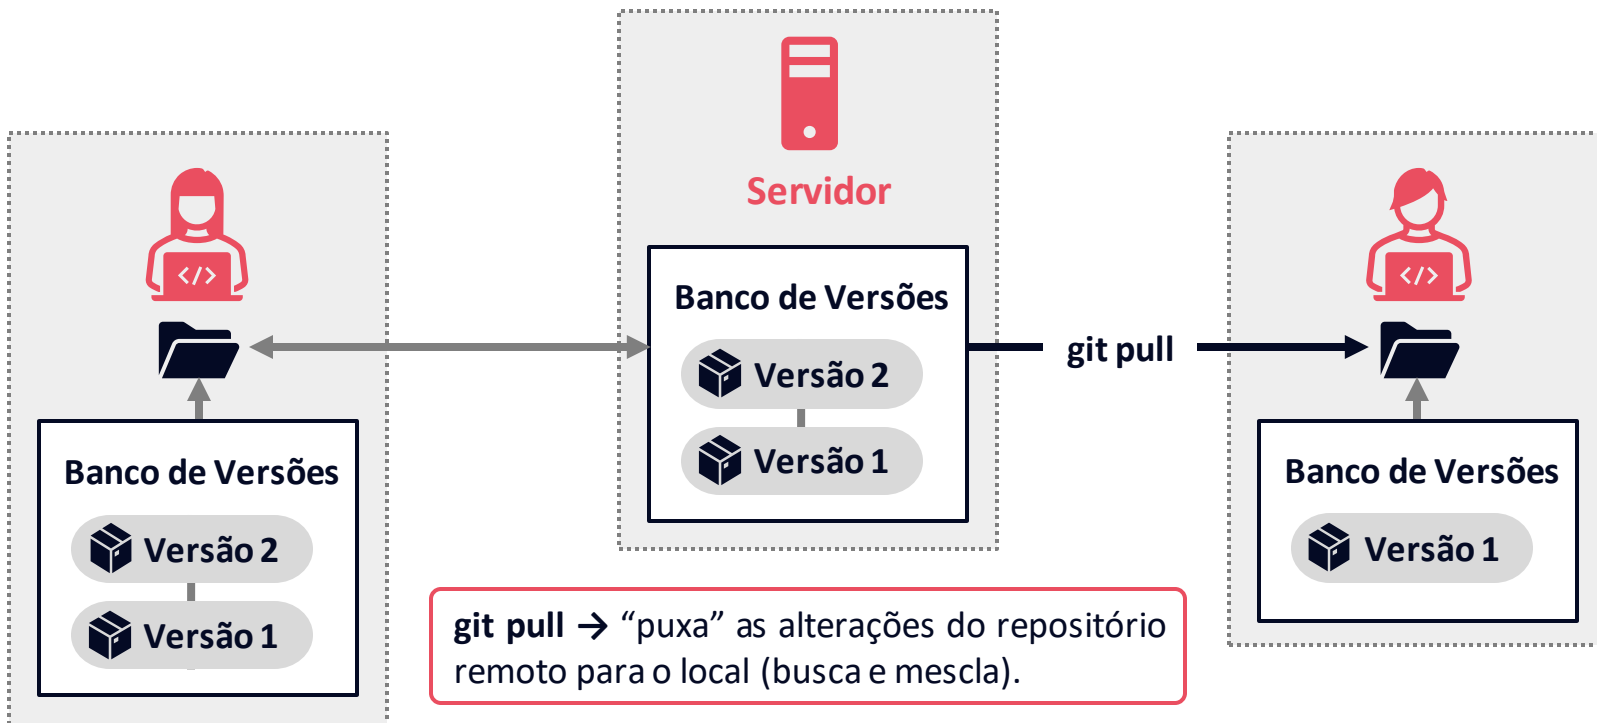 Servidor
Banco de Versões
Versão 2
Versão 1
git pull
Banco de Versões
Versão 2
Versão 1
Banco de Versões
Versão 1
git pull → “puxa” as alterações do repositório
remoto para o local (busca e mescla).